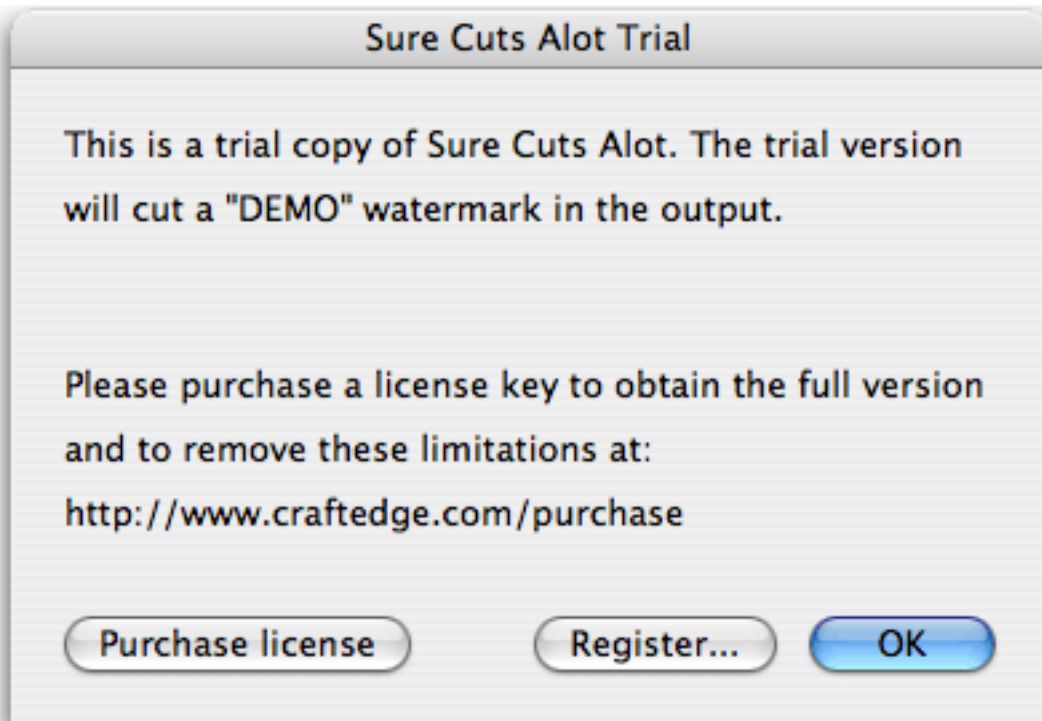 Sure Cuts Alot Trial
This is a trial copy of Sure Cuts Alot. The trial version
will cut a "DEMO" watermark in the output.
Please purchase a license key to obtain the full version
and to remove these limitations at:
http://www.craftedge.com/purchase
Purchase license Register... OK